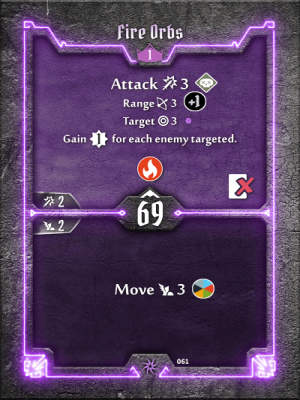 Fire Orbs
1
Attack 3
Range 3 +1
Target 3
Gain 1 for each enemy targeted.
2
69
2
Move 3
061